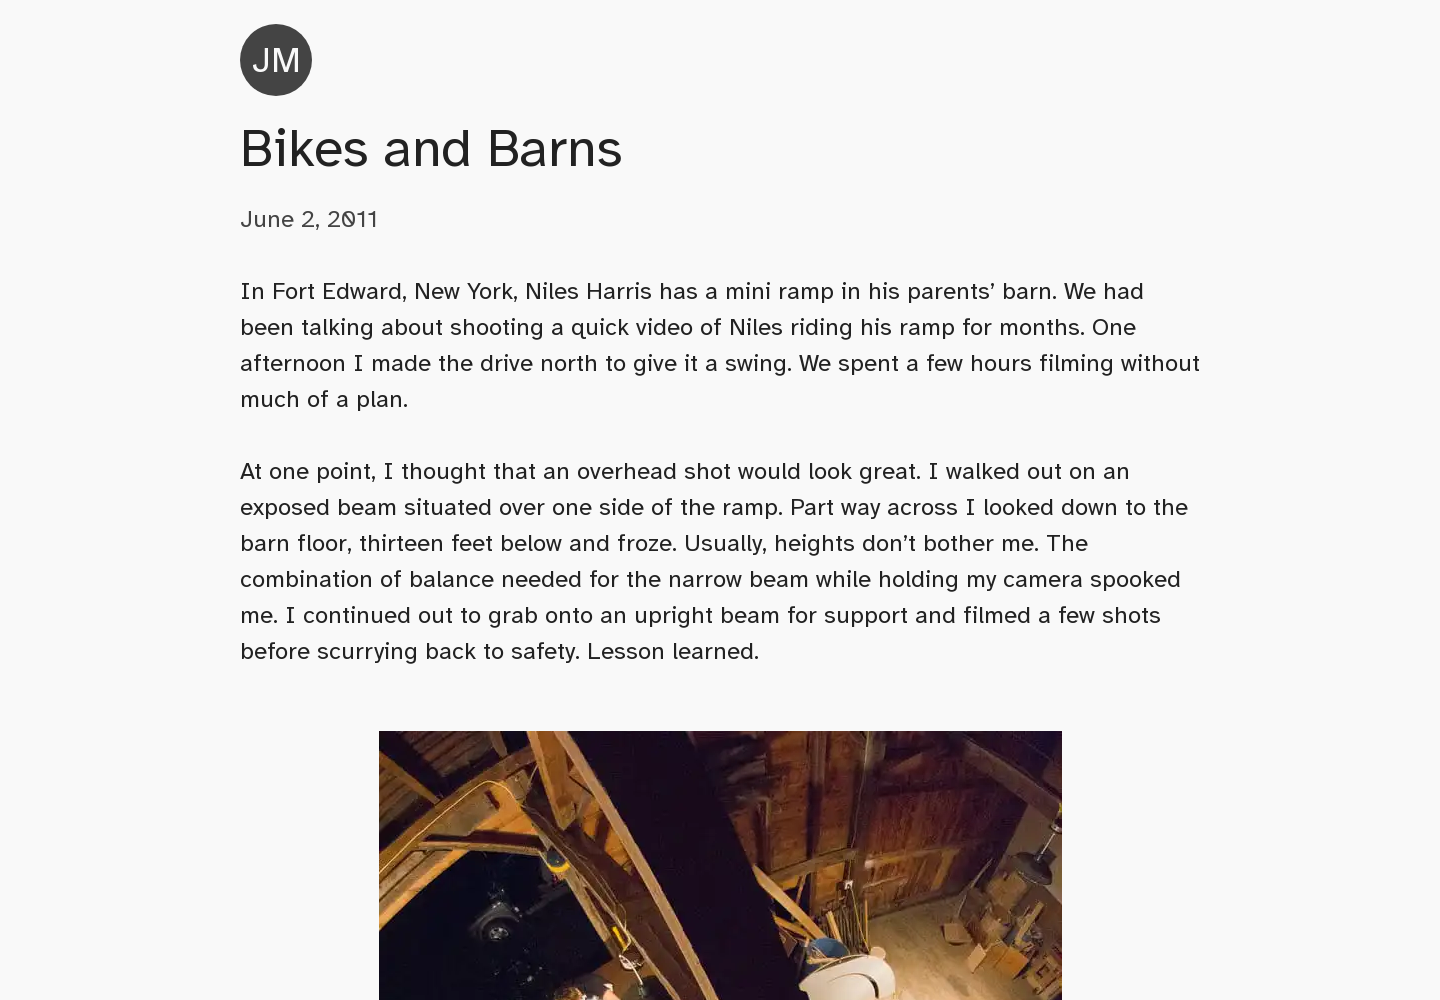 JM
Bikes and Barns
June 2, 2011
In Fort Edward, New York, Niles Harris has a mini ramp in his parents’ barn. We had
been talking about shooting a quick video of Niles riding his ramp for months. One
afternoon I made the drive north to give it a swing. We spent a few hours filming without
much of a plan.
At one point, I thought that an overhead shot would look great. I walked out on an
exposed beam situated over one side of the ramp. Part way across I looked down to the
barn floor, thirteen feet below and froze. Usually, heights don’t bother me. The
combination of balance needed for the narrow beam while holding my camera spooked
me. I continued out to grab onto an upright beam for support and filmed a few shots
before scurrying back to safety. Lesson learned.